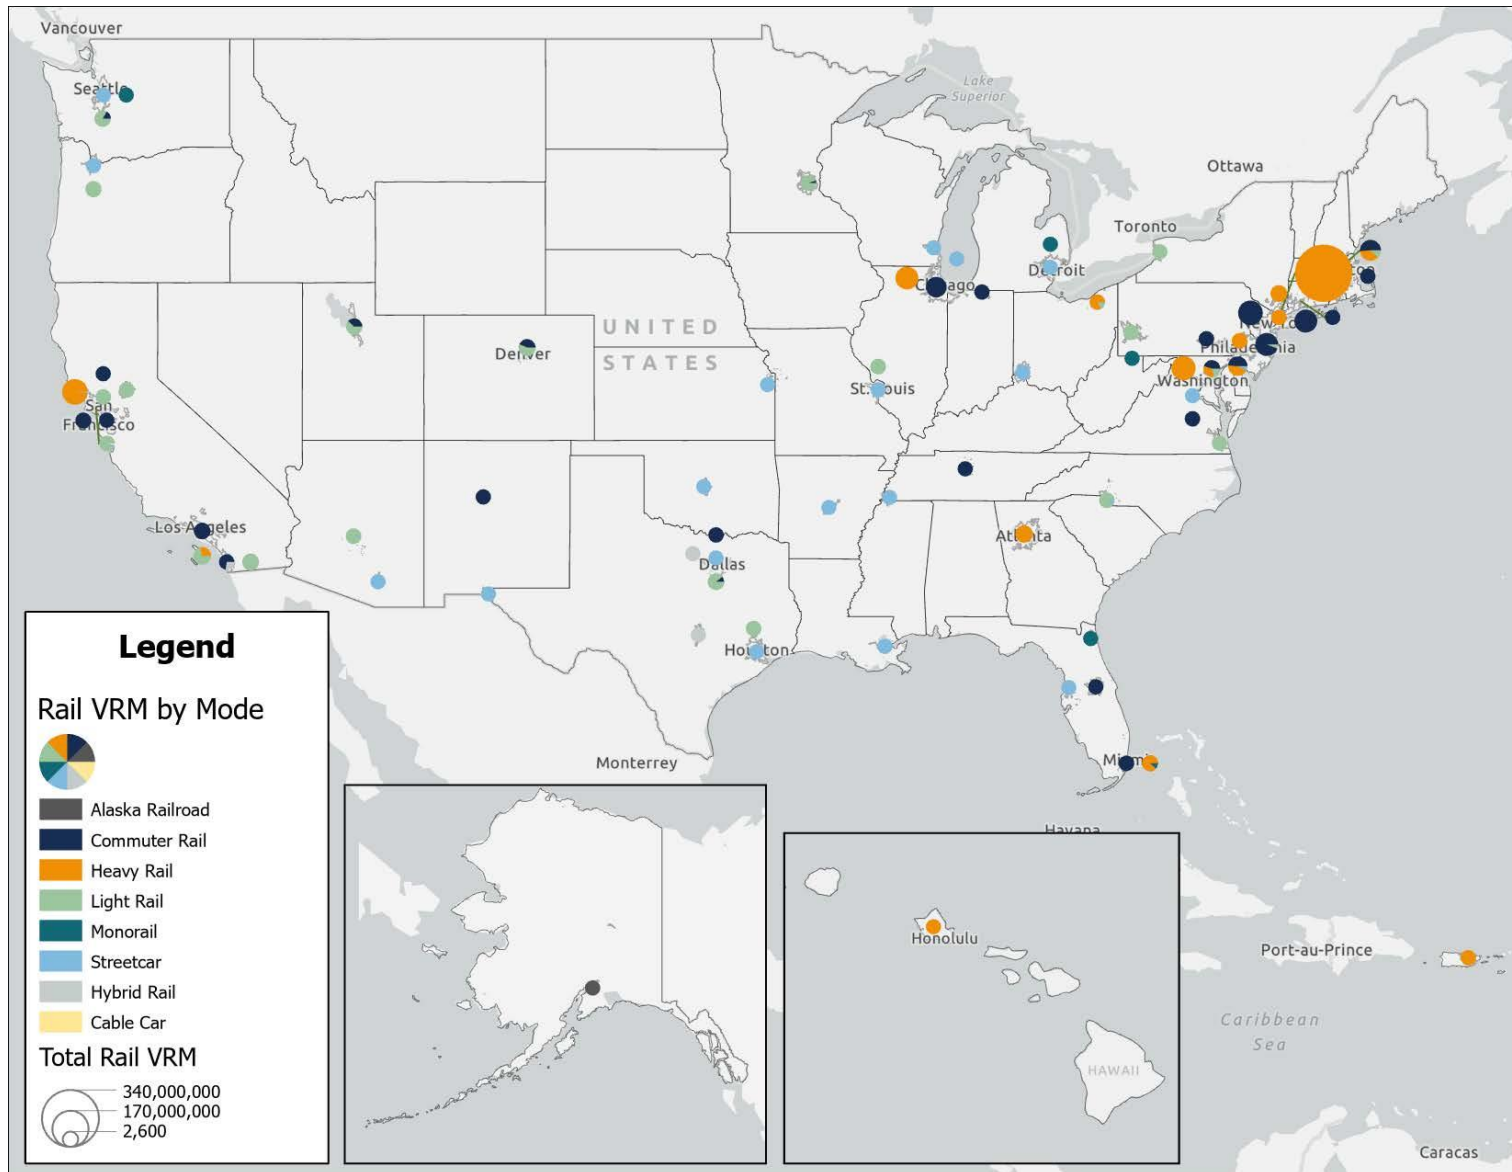 Vancouver
Seattle
Lake
Superior
Ottawa
Toronto
Detroit
Chicago
New Yo
Philadelphia
Washington
UNITED
STATES
Denver
St. Louis
San
Francisco
Los Angeles
Atlanta
Dallas
Houston
Monterrey
Miami
Havana
Legend
Rail VRM by Mode
Alaska Railroad
Commuter Rail
Heavy Rail
Light Rail
Monorail
Streetcar
Hybrid Rail
Cable Car
Total Rail VRM
340,000,000
170,000,000
2,600
Honolulu
HAWAII
Port-au-Prince
Caribbean
Sea
Caracas